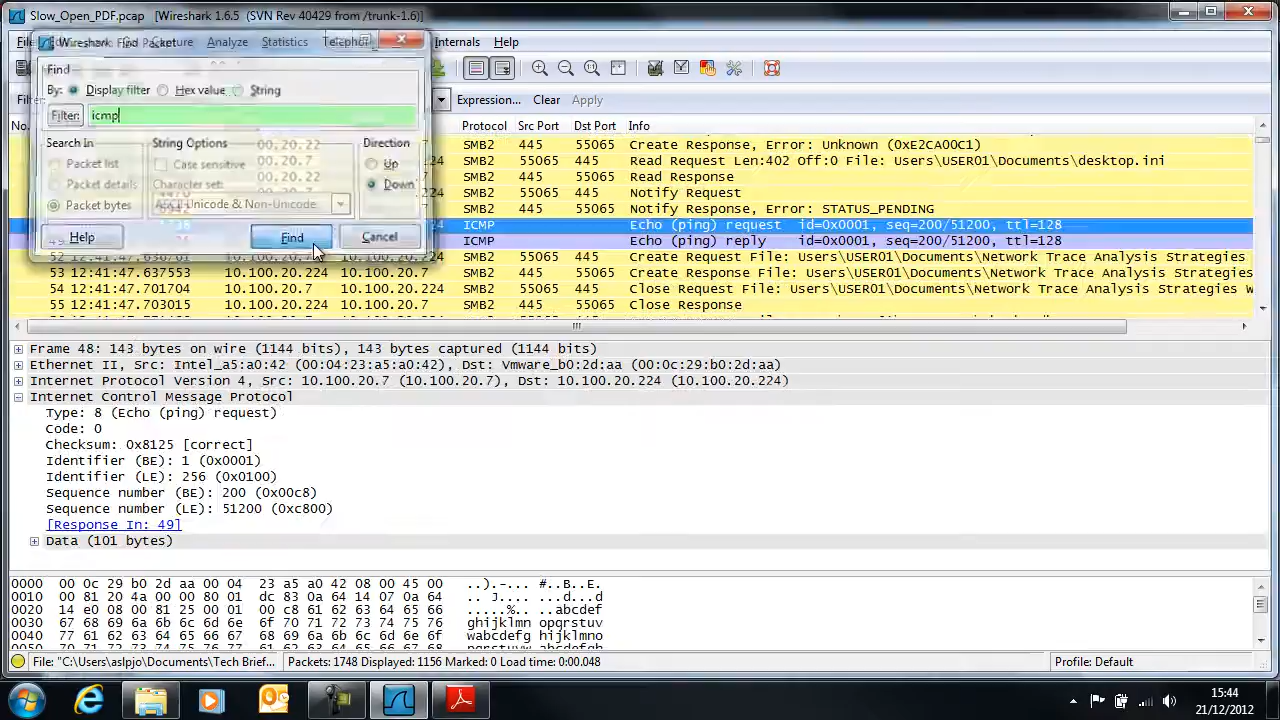 Slow_Open_PDF.pcap [Wireshark 1.6.5 (SVN Rev 40429 from /trunk-1.6)]
Wireshark: Find Packet
Capture Analyze Statistics Internals Help
Find
By: Display filter Hex value String
Filter: icmp
Expression... Clear Apply
Search In String Options Direction
Packet list Case sensitive Up
Packet details Character set: Down
Packet bytes ASCII Unicode & Non-Unicode
Help Find Cancel
No. Protocol Src Port Dst Port Info
SMB2 445 55065 Create Response, Error: Unknown (0xE2CA00C1)
SMB2 445 55065 Read Request Len:402 Off:0 File: Users\USER01\Documents\desktop.ini
SMB2 445 55065 Read Response
SMB2 445 55065 Notify Request
SMB2 445 55065 Notify Response, Error: STATUS_PENDING
ICMP Echo (ping) request id=0x0001, seq=200/51200, ttl=128
ICMP Echo (ping) reply id=0x0001, seq=200/51200, ttl=128
52 12:41:47.636761 10.100.20.7 10.100.20.224 SMB2 445 55065 Create Request File: Users\USER01\Documents\Network Trace Analysis Strategies
53 12:41:47.637553 10.100.20.224 10.100.20.7 SMB2 445 55065 Create Response File: Users\USER01\Documents\Network Trace Analysis Strategies
54 12:41:47.701704 10.100.20.7 10.100.20.224 SMB2 445 55065 Close Request File: Users\USER01\Documents\Network Trace Analysis Strategies W
55 12:41:47.703015 10.100.20.224 10.100.20.7 SMB2 445 55065 Close Response
Frame 48: 143 bytes on wire (1144 bits), 143 bytes captured (1144 bits)
Ethernet II, Src: Intel_a5:a0:42 (00:04:23:a5:a0:42), Dst: Vmware_b0:2d:aa (00:0c:29:b0:2d:aa)
Internet Protocol Version 4, Src: 10.100.20.7 (10.100.20.7), Dst: 10.100.20.224 (10.100.20.224)
Internet Control Message Protocol
Type: 8 (Echo (ping) request)
Code: 0
Checksum: 0x8125 [correct]
Identifier (BE): 1 (0x0001)
Identifier (LE): 256 (0x0100)
Sequence number (BE): 200 (0x00c8)
Sequence number (LE): 51200 (0xc800)
[Response In: 49]
Data (101 bytes)
0000 00 0c 29 b0 2d aa 00 04 23 a5 a0 42 08 00 45 00 ..).-... #..B..E.
0010 00 81 20 4a 00 00 80 01 dc 83 0a 64 14 07 0a 64 .. J.... ...d...d
0020 14 e0 08 00 81 25 00 01 00 c8 61 62 63 64 65 66 .....%.. ..abcdef
0030 67 68 69 6a 6b 6c 6d 6e 6f 70 71 72 73 74 75 76 ghijklmn opqrstuv
0040 77 61 62 63 64 65 66 67 68 69 6a 6b 6c 6d 6e 6f wabcdefg hijklmno
File: "C:\Users\aslpjo\Documents\Tech Brief... Packets: 1748 Displayed: 1156 Marked: 0 Load time: 0:00.048 Profile: Default
15:44
21/12/2012